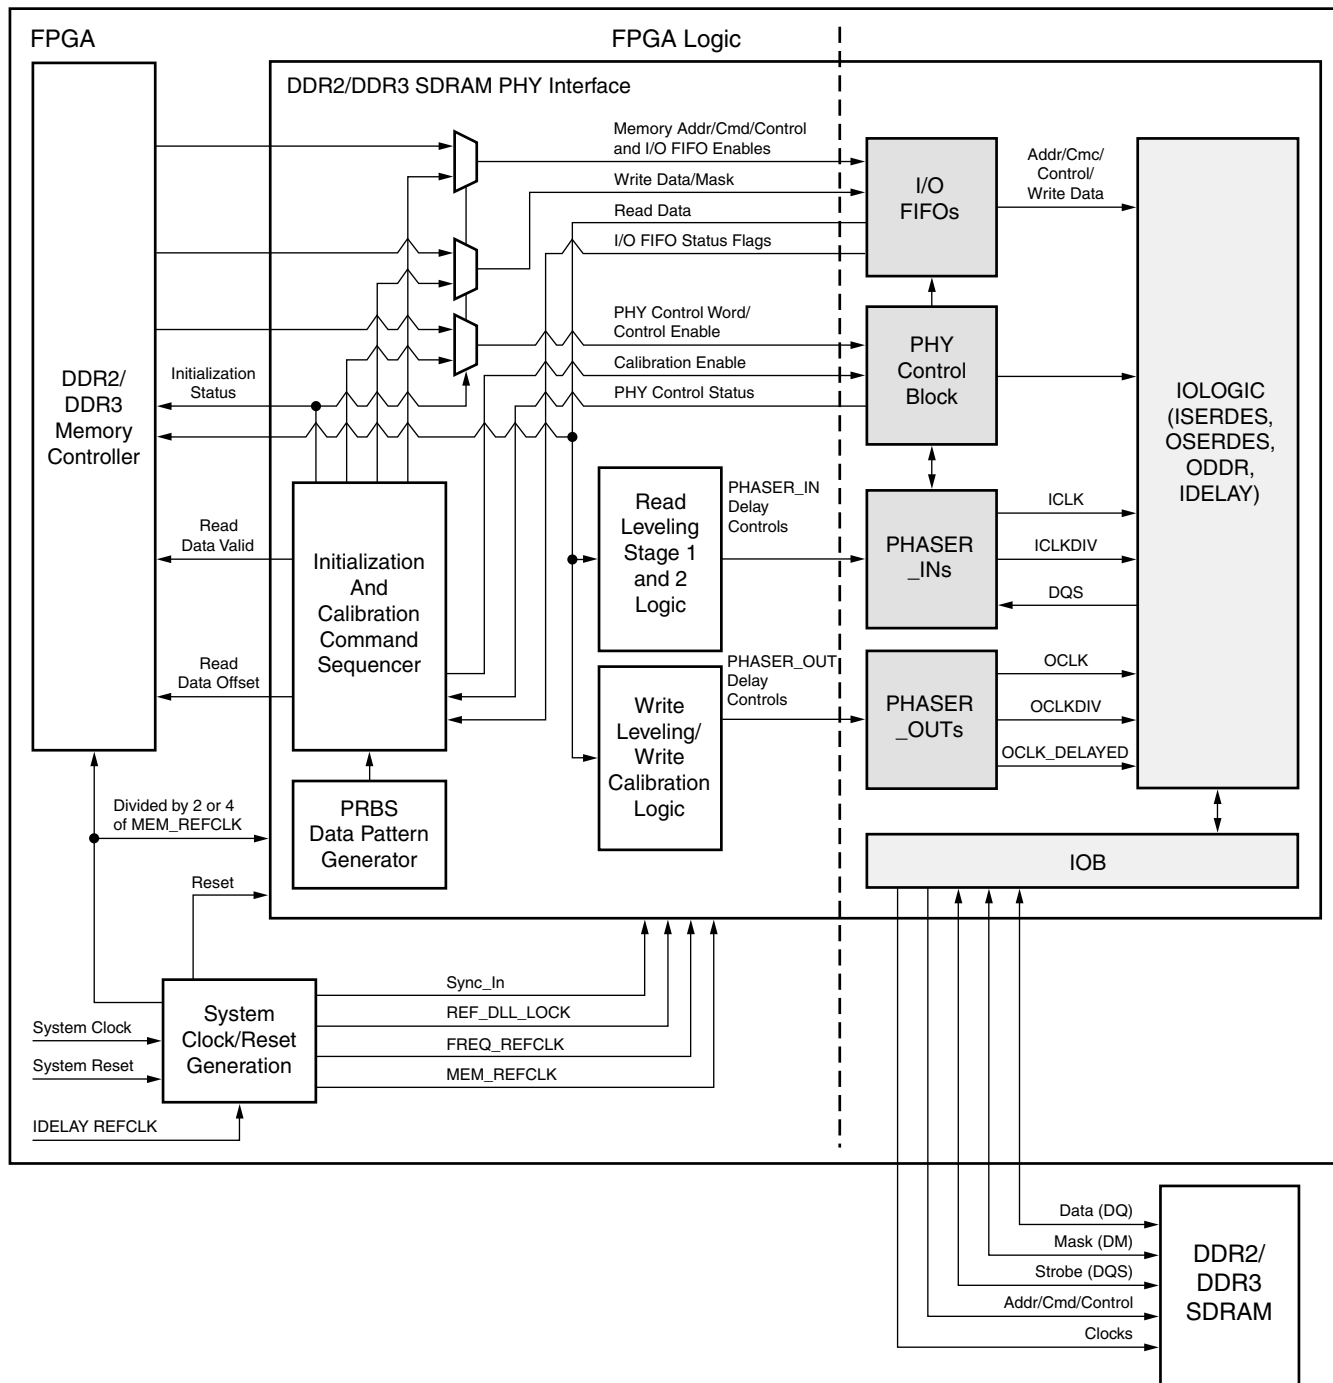 FPGA
FPGA Logic
DDR2/DDR3 SDRAM PHY Interface
Memory Addr/Cmd/Control
and I/O FIFO Enables
Write Data/Mask
Read Data
I/O FIFO Status Flags
I/O
FIFOs
Addr/Cmc/
Control/
Write Data
PHY Control Word/
Control Enable
Calibration Enable
PHY Control Status
PHY
Control
Block
DDR2/
DDR3
Memory
Controller
Initialization
Status
IOLOGIC
(ISERDES,
OSERDES,
ODDR,
IDELAY)
Read
Data Valid
Read
Data Offset
Initialization
And
Calibration
Command
Sequencer
Read
Leveling
Stage 1
and 2
Logic
PHASER_IN
Delay
Controls
PHASER
_INs
ICLK
ICLKDIV
DQS
Write
Leveling/
Write
Calibration
Logic
PHASER_OUT
Delay
Controls
PHASER
_OUTs
OCLK
OCLKDIV
OCLK_DELAYED
Divided by 2 or 4
of MEM_REFCLK
PRBS
Data Pattern
Generator
IOB
Reset
System Clock
System Reset
IDELAY REFCLK
System
Clock/Reset
Generation
Sync_In
REF_DLL_LOCK
FREQ_REFCLK
MEM_REFCLK
Data (DQ)
Mask (DM)
Strobe (DQS)
Addr/Cmd/Control
Clocks
DDR2/
DDR3
SDRAM